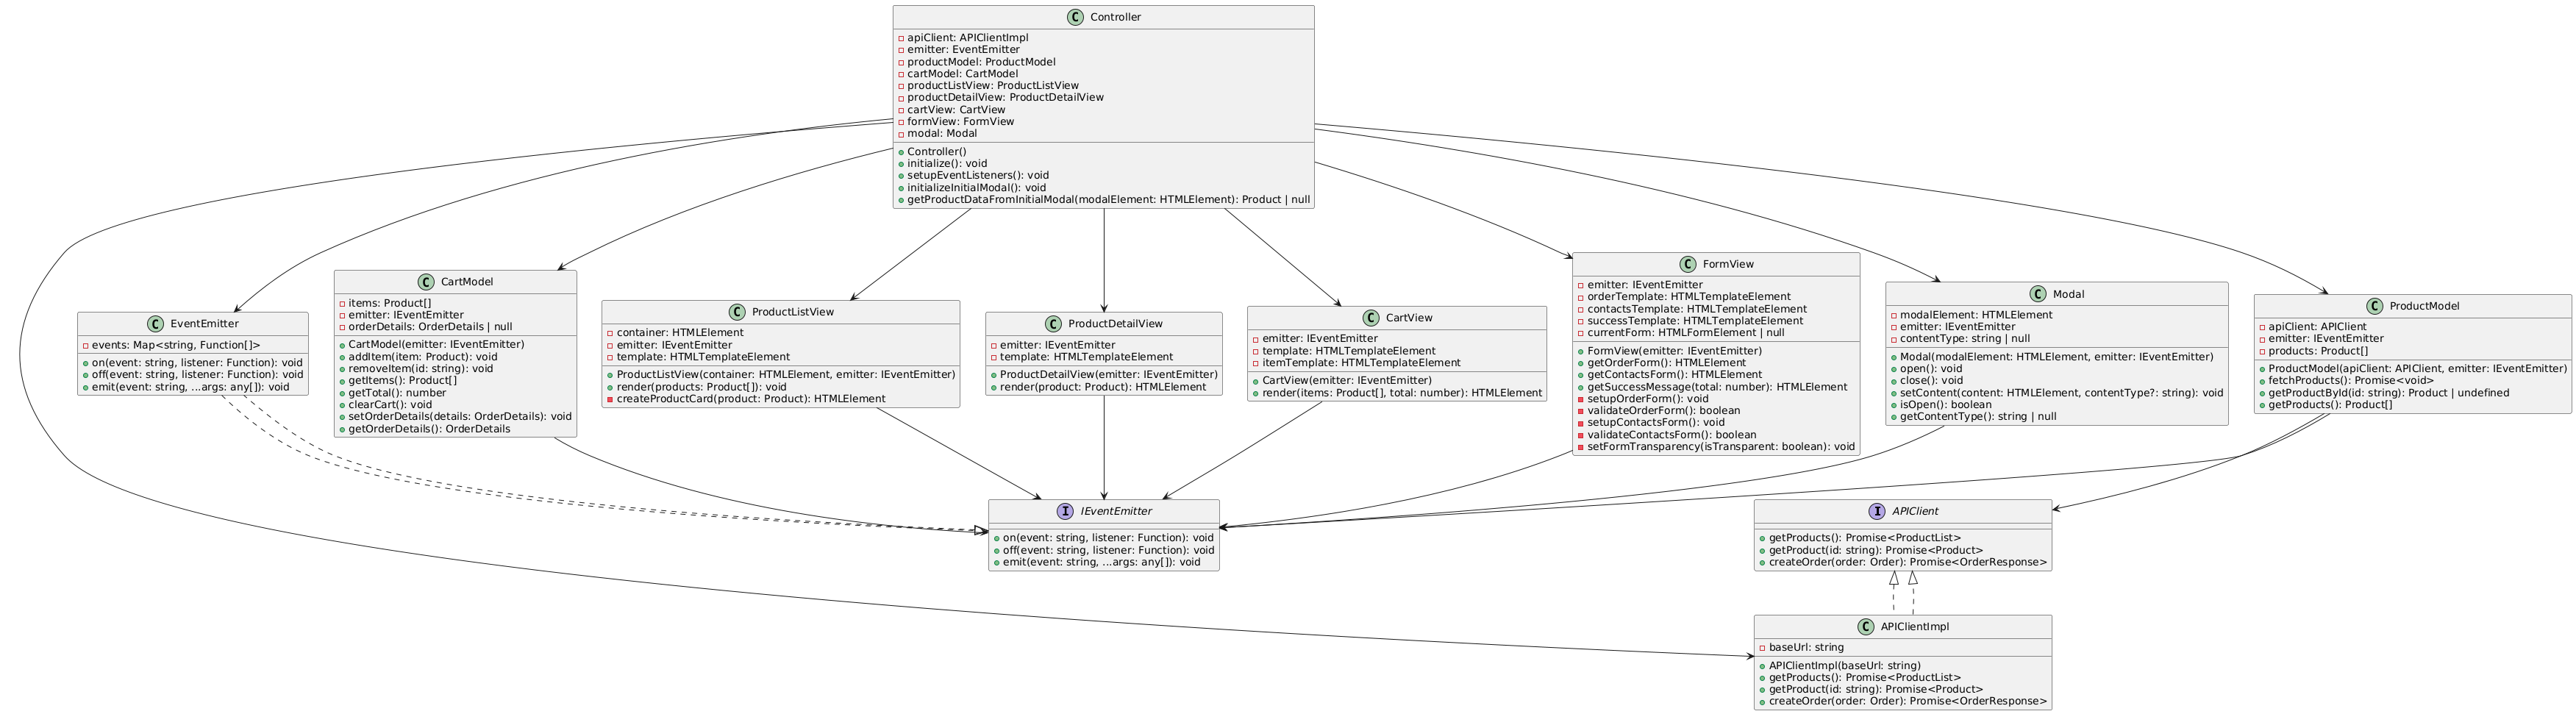 C Controller
apiClient: APIClientImpl
emitter: EventEmitter
productModel: ProductModel
cartModel: CartModel
productListView: ProductListView
productDetailView: ProductDetailView
cartView: CartView
formView: FormView
modal: Modal
Controller()
initialize(): void
setupEventListeners(): void
initializeInitialModal(): void
getProductDataFromInitialModal(modalElement: HTMLElement): Product | null
C EventEmitter
events: Map<string, Function[]>
on(event: string, listener: Function): void
off(event: string, listener: Function): void
emit(event: string, ...args: any[]): void
C CartModel
items: Product[]
emitter: IEventEmitter
orderDetails: OrderDetails | null
CartModel(emitter: IEventEmitter)
addItem(item: Product): void
removeItem(id: string): void
getItems(): Product[]
getTotal(): number
clearCart(): void
setOrderDetails(details: OrderDetails): void
getOrderDetails(): OrderDetails
C ProductListView
container: HTMLElement
emitter: IEventEmitter
template: HTMLTemplateElement
ProductListView(container: HTMLElement, emitter: IEventEmitter)
render(products: Product[]): void
createProductCard(product: Product): HTMLElement
C ProductDetailView
emitter: IEventEmitter
template: HTMLTemplateElement
ProductDetailView(emitter: IEventEmitter)
render(product: Product): HTMLElement
C CartView
emitter: IEventEmitter
template: HTMLTemplateElement
itemTemplate: HTMLTemplateElement
CartView(emitter: IEventEmitter)
render(items: Product[], total: number): HTMLElement
C FormView
emitter: IEventEmitter
orderTemplate: HTMLTemplateElement
contactsTemplate: HTMLTemplateElement
successTemplate: HTMLTemplateElement
currentForm: HTMLFormElement | null
FormView(emitter: IEventEmitter)
getOrderForm(): HTMLElement
getContactsForm(): HTMLElement
getSuccessMessage(total: number): HTMLElement
setupOrderForm(): void
validateOrderForm(): boolean
setupContactsForm(): void
validateContactsForm(): boolean
setFormTransparency(isTransparent: boolean): void
C Modal
modalElement: HTMLElement
emitter: IEventEmitter
contentType: string | null
Modal(modalElement: HTMLElement, emitter: IEventEmitter)
open(): void
close(): void
setContent(content: HTMLElement, contentType?: string): void
isOpen(): boolean
getContentType(): string | null
C ProductModel
apiClient: APIClient
emitter: IEventEmitter
products: Product[]
ProductModel(apiClient: APIClient, emitter: IEventEmitter)
fetchProducts(): Promise<void>
getProductById(id: string): Product | undefined
getProducts(): Product[]
I IEventEmitter
on(event: string, listener: Function): void
off(event: string, listener: Function): void
emit(event: string, ...args: any[]): void
I APIClient
getProducts(): Promise<ProductList>
getProduct(id: string): Promise<Product>
createOrder(order: Order): Promise<OrderResponse>
C APIClientImpl
baseUrl: string
APIClientImpl(baseUrl: string)
getProducts(): Promise<ProductList>
getProduct(id: string): Promise<Product>
createOrder(order: Order): Promise<OrderResponse>